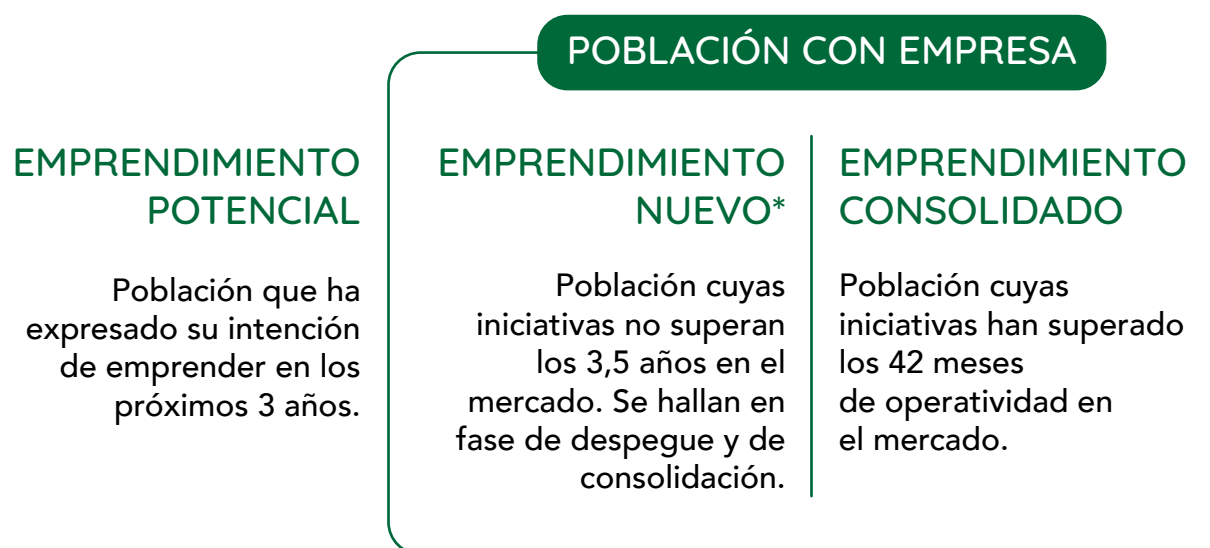 POBLACIÓN CON EMPRESA
EMPRENDIMIENTO
POTENCIAL
Población que ha
expresado su intención
de emprender en los
próximos 3 años.
EMPRENDIMIENTO
NUEVO*
Población cuyas
iniciativas no superan
los 3,5 años en el
mercado. Se hallan en
fase de despegue y de
consolidación.
EMPRENDIMIENTO
CONSOLIDADO
Población cuyas
iniciativas han superado
los 42 meses
de operatividad en
el mercado.